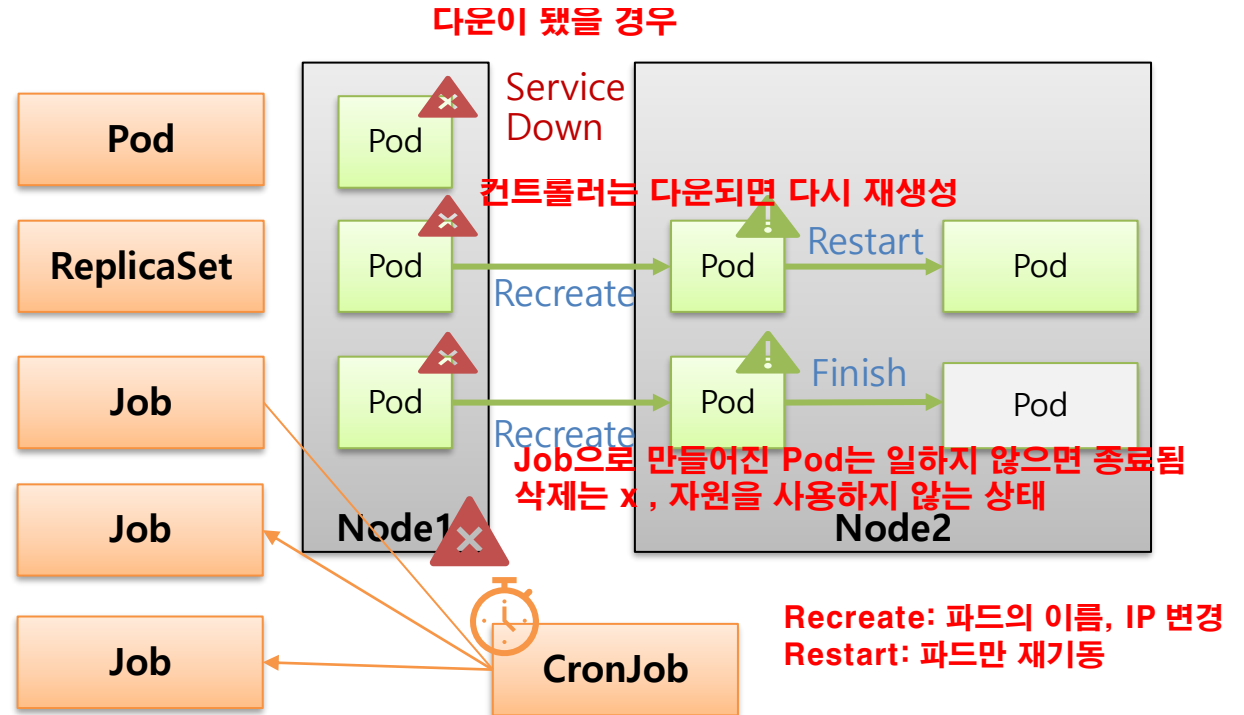 다운이 됐을 경우
Service
Down
Pod
Pod
컨트롤러는 다운되면 다시 재생성
ReplicaSet
Pod
Recreate
Pod
Restart
Pod
Job
Pod
Recreate
Pod
Finish
Pod
Job으로 만들어진 Pod는 일하지 않으면 종료됨
삭제는 x , 자원을 사용하지 않는 상태
Job
Node1
Node2
Job
CronJob
Recreate: 파드의 이름, IP 변경
Restart: 파드만 재기동